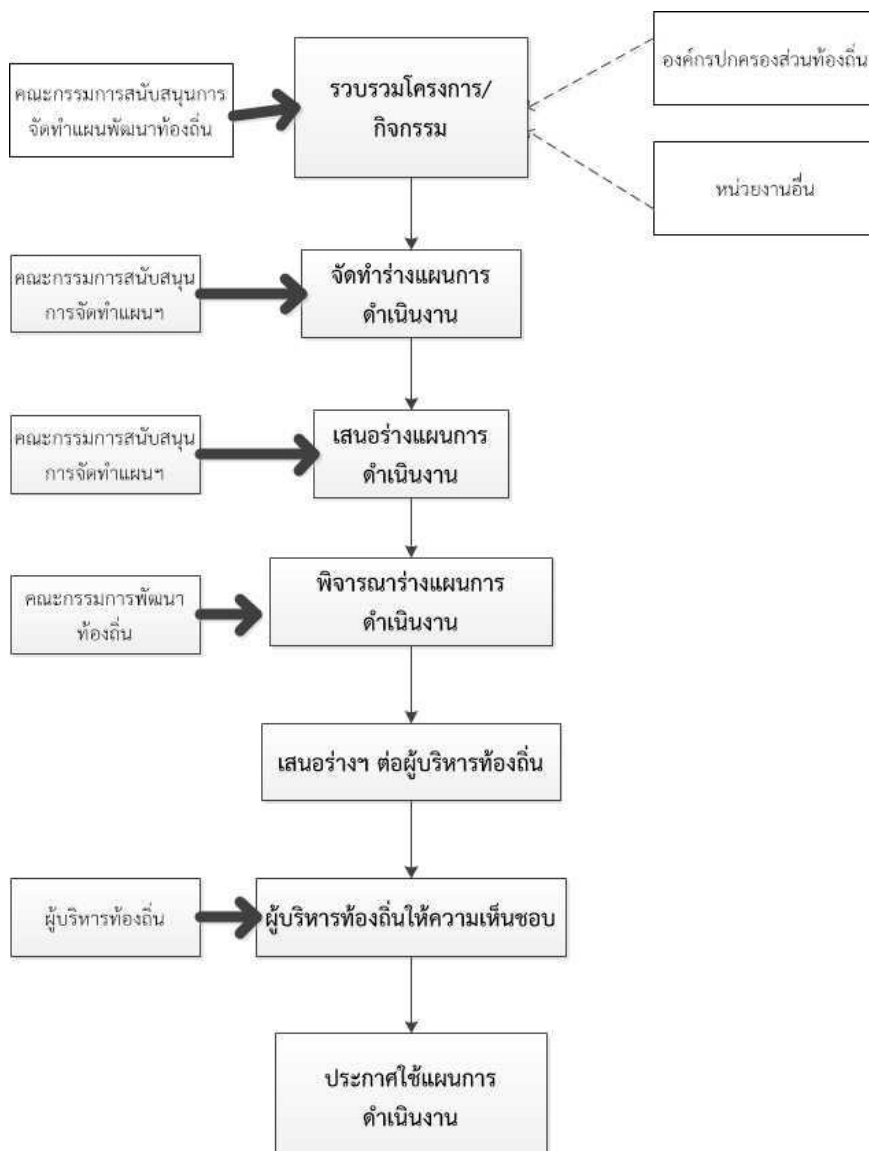 องค์กรปกครองส่วนท้องถิ่น
คณะกรรมการสนับสนุนการ
จัดทำแผนพัฒนาท้องถิ่น
รวบรวมโครงการ/
กิจกรรม
หน่วยงานอื่น
คณะกรรมการสนับสนุน
การจัดทำแผนฯ
จัดทำร่างแผนการ
ดำเนินงาน
คณะกรรมการสนับสนุน
การจัดทำแผนฯ
เสนอร่างแผนการ
ดำเนินงาน
คณะกรรมการพัฒนา
ท้องถิ่น
พิจารณาร่างแผนการ
ดำเนินงาน
เสนอร่างฯ ต่อผู้บริหารท้องถิ่น
ผู้บริหารท้องถิ่น
ผู้บริหารท้องถิ่นให้ความเห็นชอบ
ประกาศใช้แผนการ
ดำเนินงาน